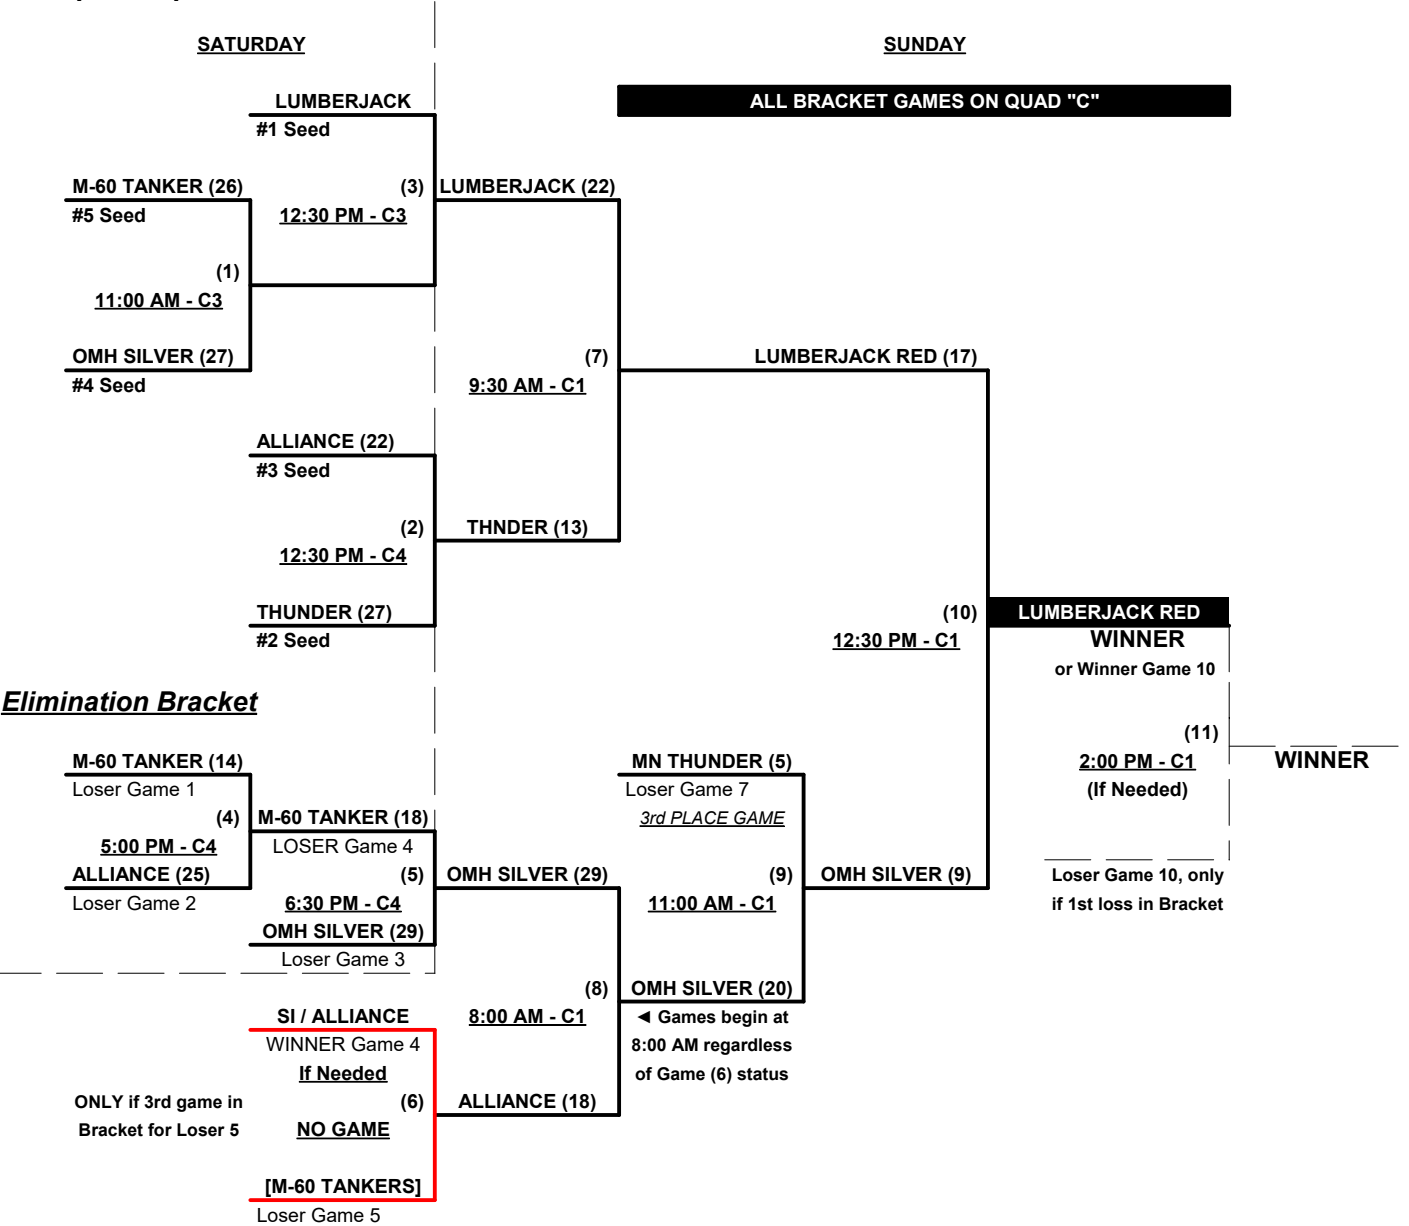 SATURDAY
SUNDAY
LUMBERJACK
ALL BRACKET GAMES ON QUAD "C"
#1 Seed
M-60 TANKER (26)
(3)
LUMBERJACK (22)
#5 Seed
12:30 PM - C3
(1)
11:00 AM - C3
OMH SILVER (27)
(7)
LUMBERJACK RED (17)
#4 Seed
9:30 AM - C1
ALLIANCE (22)
#3 Seed
(2)
THNDER (13)
12:30 PM - C4
THUNDER (27)
(10)
LUMBERJACK RED
#2 Seed
12:30 PM - C1
WINNER
or Winner Game 10
Elimination Bracket
(11)
M-60 TANKER (14)
MN THUNDER (5)
2:00 PM - C1
WINNER
Loser Game 1
Loser Game 7
(If Needed)
(4)
M-60 TANKER (18)
3rd PLACE GAME
5:00 PM - C4
LOSER Game 4
ALLIANCE (25)
(5)
OMH SILVER (29)
(9)
OMH SILVER (9)
Loser Game 10, only
Loser Game 2
6:30 PM - C4
11:00 AM - C1
if 1st loss in Bracket
OMH SILVER (29)
Loser Game 3
(8)
OMH SILVER (20)
SI / ALLIANCE
8:00 AM - C1
◄ Games begin at
WINNER Game 4
8:00 AM regardless
If Needed
of Game (6) status
ONLY if 3rd game in
(6)
ALLIANCE (18)
Bracket for Loser 5
NO GAME
[M-60 TANKERS]
Loser Game 5